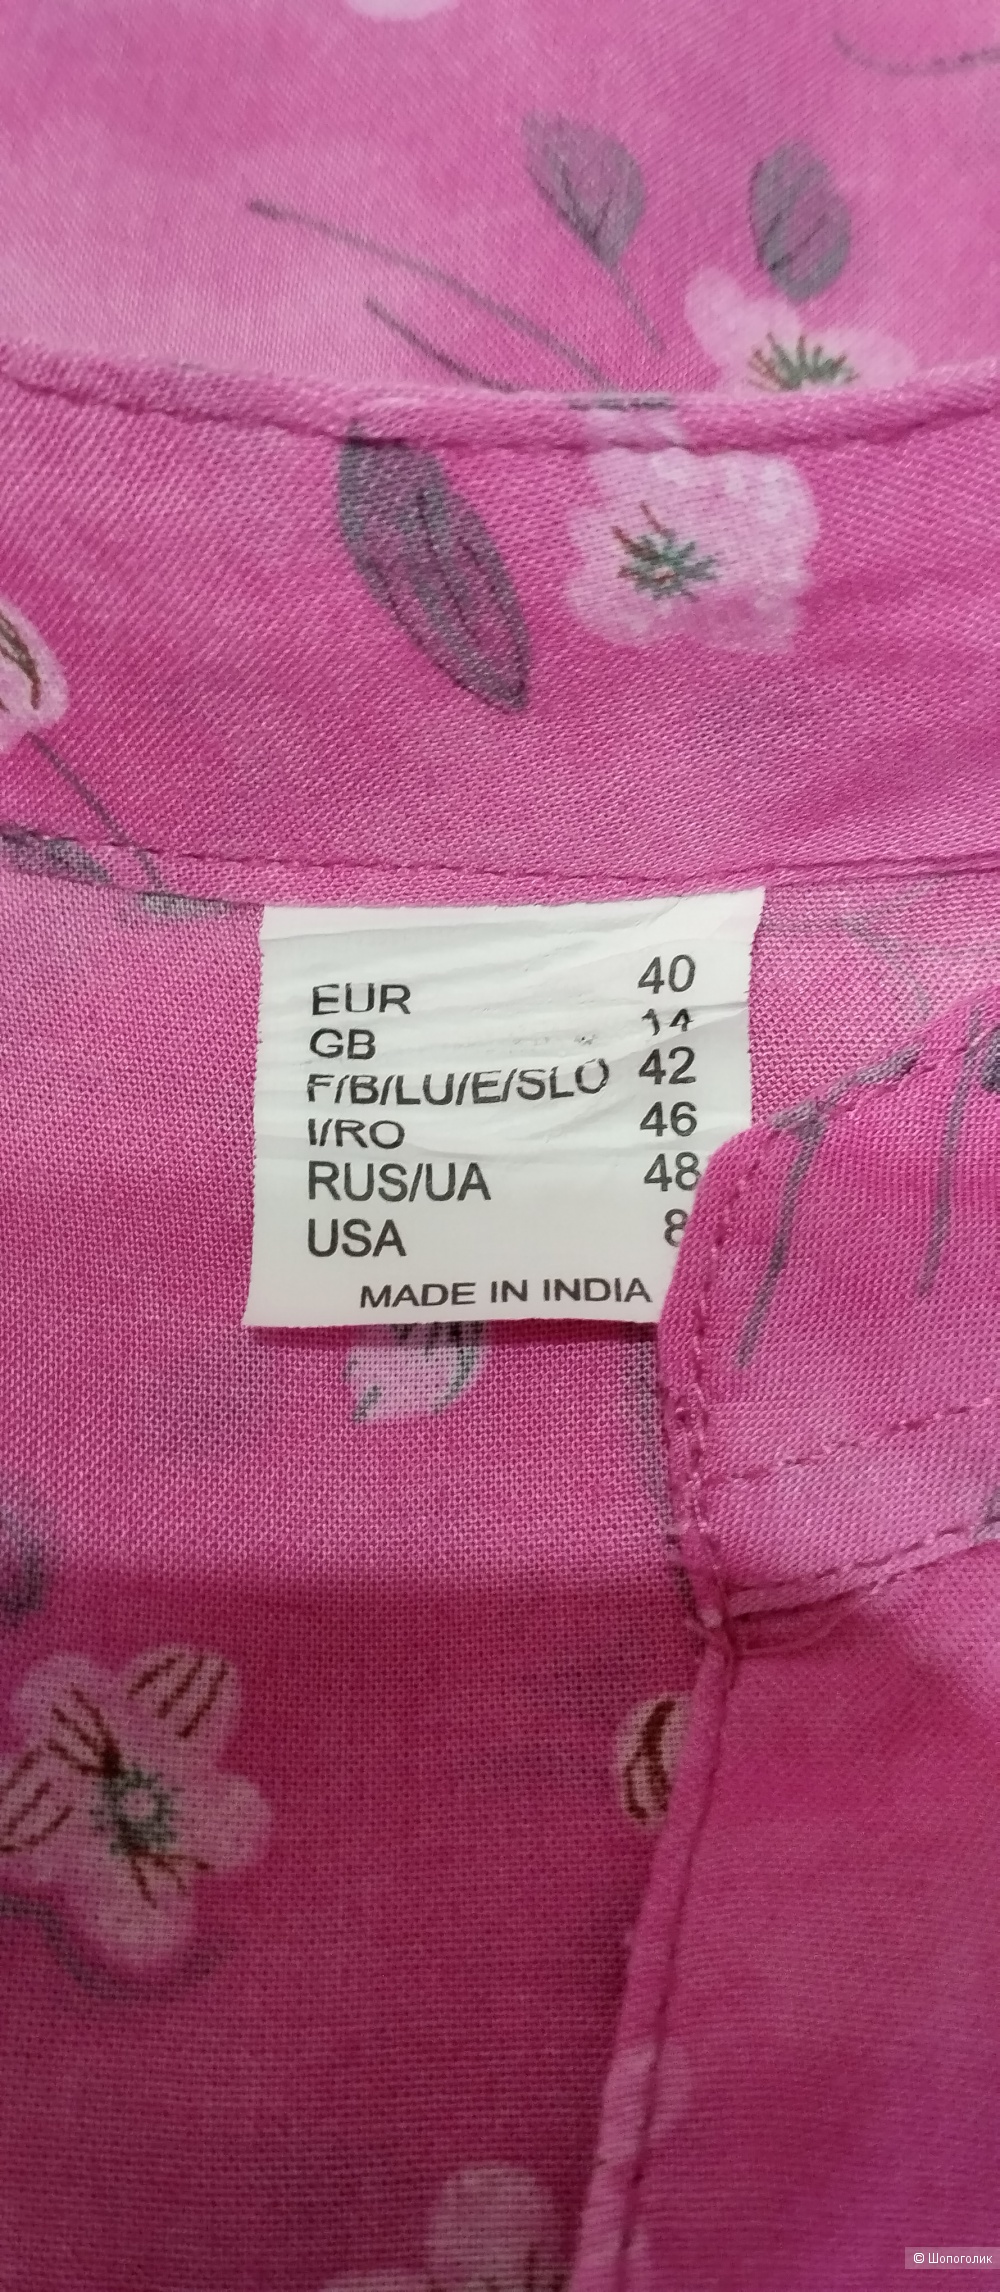 EUR 40
GB 14
F/B/LU/E/SLO 42
I/RO 46
RUS/UA 48
USA 8
MADE IN INDIA
© Шопоголик